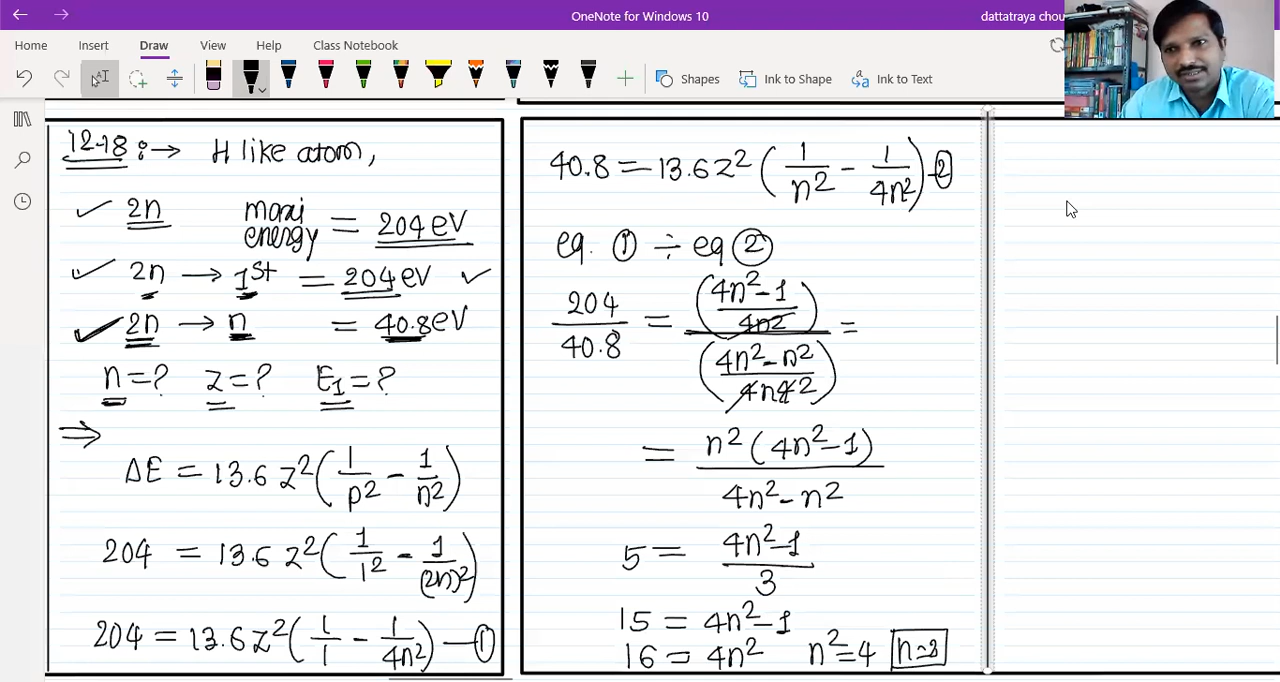 OneNote for Windows 10
dattatraya chou
Home Insert Draw View Help Class Notebook
Shapes Ink to Shape Ink to Text
12.18 :→ H like atom,
✓ 2n maxi energy = 204 eV
✓ 2n → 1st = 204 eV ✓
✓ 2n → n = 40.8 eV
n = ? z = ? E₁ = ?
⇒
ΔE = 13.6 z² (1/p² - 1/n²)
204 = 13.6 z² (1/1² - 1/(2n)²)
204 = 13.6 z² (1/1 - 1/4n²) — ①
40.8 = 13.6 z² (1/n² - 1/4n²) - ②
eq. ① ÷ eq ②
204/40.8 = ((4n² - 1)/4n²) / ((4n² - n²)/4n42) =
= n² (4n² - 1) / 4n² - n²
5 = 4n² - 1 / 3
15 = 4n² - 1
16 = 4n² n² = 4